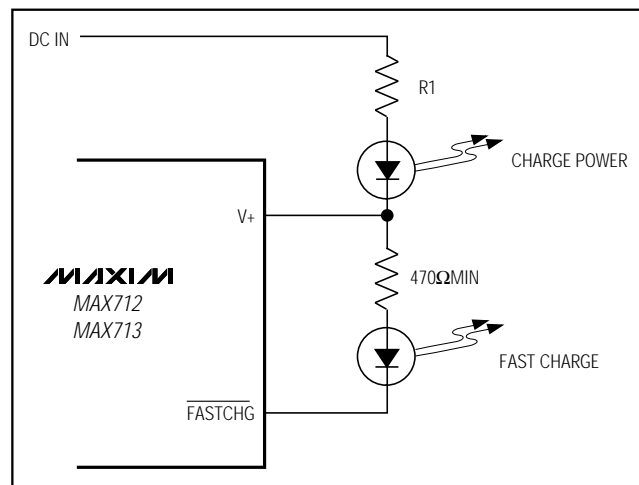 DC IN
R1
CHARGE POWER
V+
470ΩMIN
MAXIM
MAX712
MAX713
FAST CHARGE
FASTCHG